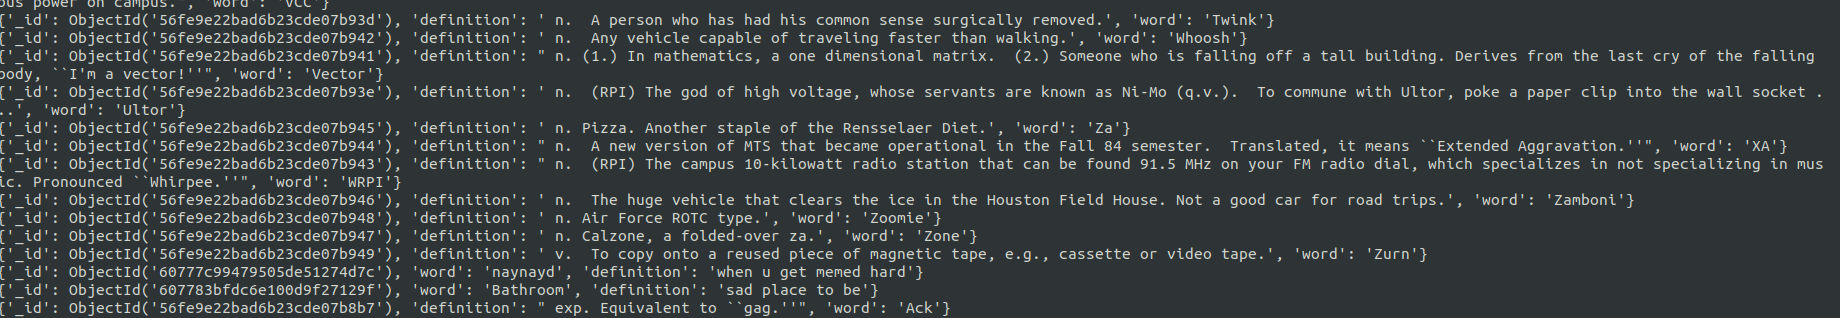 ous power on campus.", 'word': 'VCC'}
{'_id': ObjectId('56fe9e22bad6b23cde07b93d'), 'definition': ' n.  A person who has had his common sense surgically removed.', 'word': 'Twink'}
{'_id': ObjectId('56fe9e22bad6b23cde07b942'), 'definition': ' n.  Any vehicle capable of traveling faster than walking.', 'word': 'Whoosh'}
{'_id': ObjectId('56fe9e22bad6b23cde07b941'), 'definition': " n. (1.) In mathematics, a one dimensional matrix.  (2.) Someone who is falling off a tall building. Derives from the last cry of the falling
body, ``I'm a vector!''", 'word': 'Vector'}
{'_id': ObjectId('56fe9e22bad6b23cde07b93e'), 'definition': ' n.  (RPI) The god of high voltage, whose servants are known as Ni-Mo (q.v.).  To commune with Ultor, poke a paper clip into the wall socket .
..', 'word': 'Ultor'}
{'_id': ObjectId('56fe9e22bad6b23cde07b945'), 'definition': ' n. Pizza. Another staple of the Rensselaer Diet.', 'word': 'Za'}
{'_id': ObjectId('56fe9e22bad6b23cde07b944'), 'definition': " n.  A new version of MTS that became operational in the Fall 84 semester.  Translated, it means ``Extended Aggravation.''", 'word': 'XA'}
{'_id': ObjectId('56fe9e22bad6b23cde07b943'), 'definition': " n.  (RPI) The campus 10-kilowatt radio station that can be found 91.5 MHz on your FM radio dial, which specializes in not specializing in mus
ic. Pronounced ``Whirpee.''", 'word': 'WRPI'}
{'_id': ObjectId('56fe9e22bad6b23cde07b946'), 'definition': ' n.  The huge vehicle that clears the ice in the Houston Field House. Not a good car for road trips.', 'word': 'Zamboni'}
{'_id': ObjectId('56fe9e22bad6b23cde07b948'), 'definition': ' n. Air Force ROTC type.', 'word': 'Zoomie'}
{'_id': ObjectId('56fe9e22bad6b23cde07b947'), 'definition': ' n. Calzone, a folded-over za.', 'word': 'Zone'}
{'_id': ObjectId('56fe9e22bad6b23cde07b949'), 'definition': ' v.  To copy onto a reused piece of magnetic tape, e.g., cassette or video tape.', 'word': 'Zurn'}
{'_id': ObjectId('60777c99479505de51274d7c'), 'word': 'naynayd', 'definition': 'when u get memed hard'}
{'_id': ObjectId('607783bfdc6e100d9f27129f'), 'word': 'Bathroom', 'definition': 'sad place to be'}
{'_id': ObjectId('56fe9e22bad6b23cde07b8b7'), 'definition': " exp. Equivalent to ``gag.''", 'word': 'Ack'}